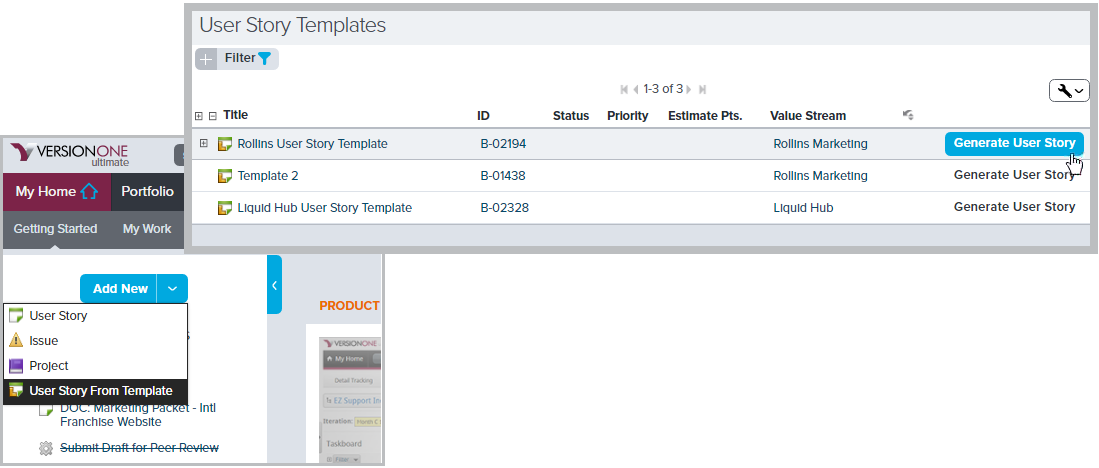 User Story Templates
Filter
1-3 of 3
Title ID Status Priority Estimate Pts. Value Stream
Rollins User Story Template B-02194 Rollins Marketing Generate User Story
Template 2 B-01438 Rollins Marketing Generate User Story
Liquid Hub User Story Template B-02328 Liquid Hub Generate User Story
VERSIONONE
ultimate
My Home Portfolio
Getting Started My Work
Add New
User Story
Issue
Project
User Story From Template
DOC: Marketing Packet - Intl
Franchise Website
Submit Draft for Peer Review
PRODUCT
VERSIONONE
My Home
Detail Tracking
EZ Support
Iteration: March
Taskboard
Filter